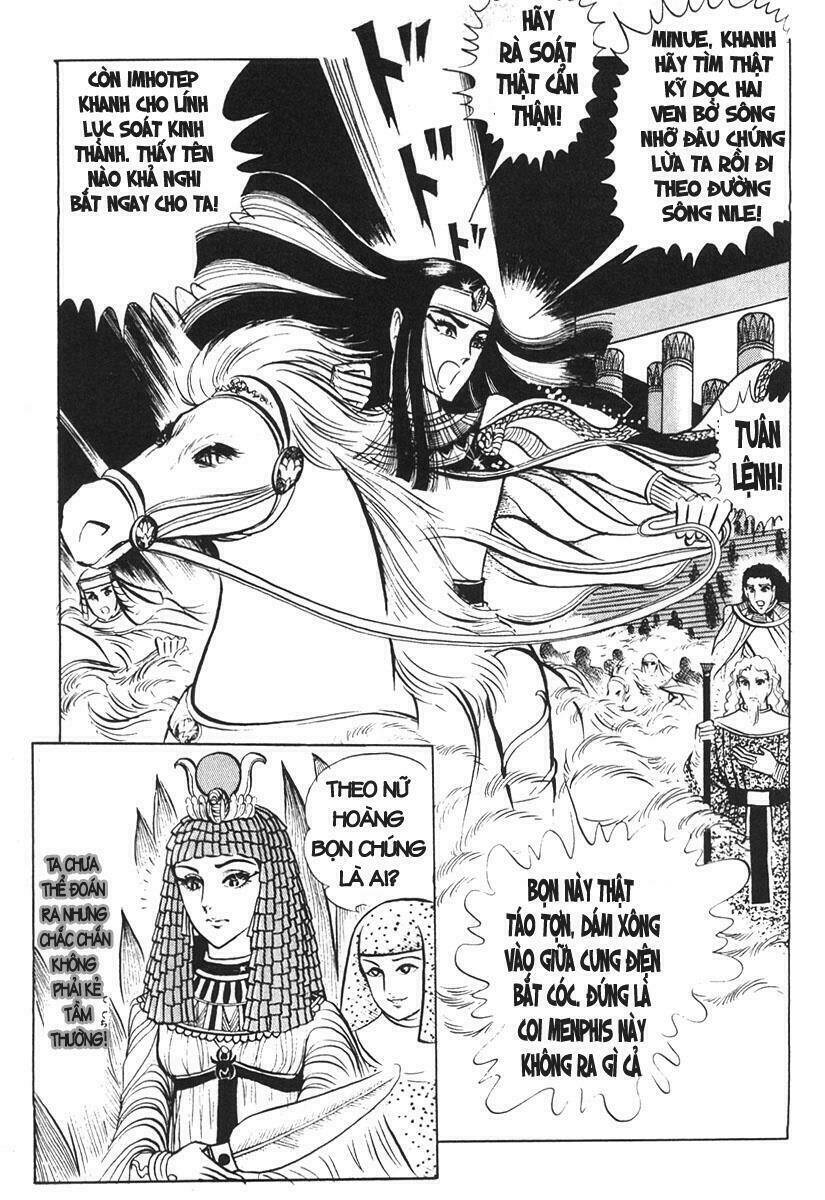 MINUE, KHANH
HÃY TÌM THẬT
KỸ DỌC HAI
VEN BỜ SÔNG
NHỠ ĐÂU CHÚNG
LỪA TA RỒI ĐI
THEO ĐƯỜNG
SÔNG NILE!
HÃY
RÀ SOÁT
THẬT CẨN
THẬN!
CÒN IMHOTEP
KHANH CHO LÍNH
LỤC SOÁT KINH
THÀNH. THẤY TÊN
NÀO KHẢ NGHI
BẮT NGAY CHO TA!
ドドド
TUÂN
LỆNH!
BỌN NÀY THẬT
TÁO TỢN, DÁM XÔNG
VÀO GIỮA CUNG ĐIỆN
BẮT CÓC, ĐÚNG LÀ
COI MENPHIS NÀY
KHÔNG RA GÌ CẢ
THEO NỮ
HOÀNG
BỌN CHÚNG
LÀ AI?
TA CHƯA
THỂ ĐOÁN
RA NHƯNG
CHẮC CHẮN
KHÔNG
PHẢI KẺ
TẦM
THƯỜNG!